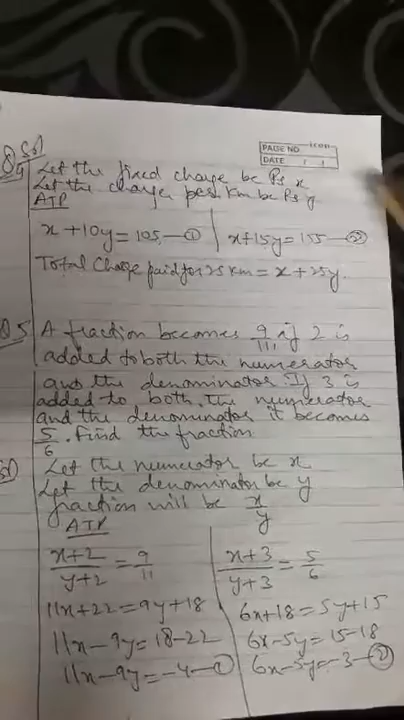 icon
PAGE NO.
DATE
Q4 Sol
Let the fixed charge be Rs x
Let the charge per Km be Rs y
ATP
x+10y=105—① | x+15y=155—②
Total Charge paid for 25 Km = x+25y.
Q5 A fraction becomes 9/11, if 2 is
added to both the numerator
and the denominator. If 3 is
added to both the numerator
and the denominator it becomes
5/6. Find the fraction
Sol Let the numerator be x
Let the denominator be y
fraction will be x/y
ATP
x+2/y+2 = 9/11
11x+22=9y+18
11x-9y=18-22
11x-9y=-4—①
x+3/y+3 = 5/6
6x+18=5y+15
6x-5y=15-18
6x-5y=-3—②